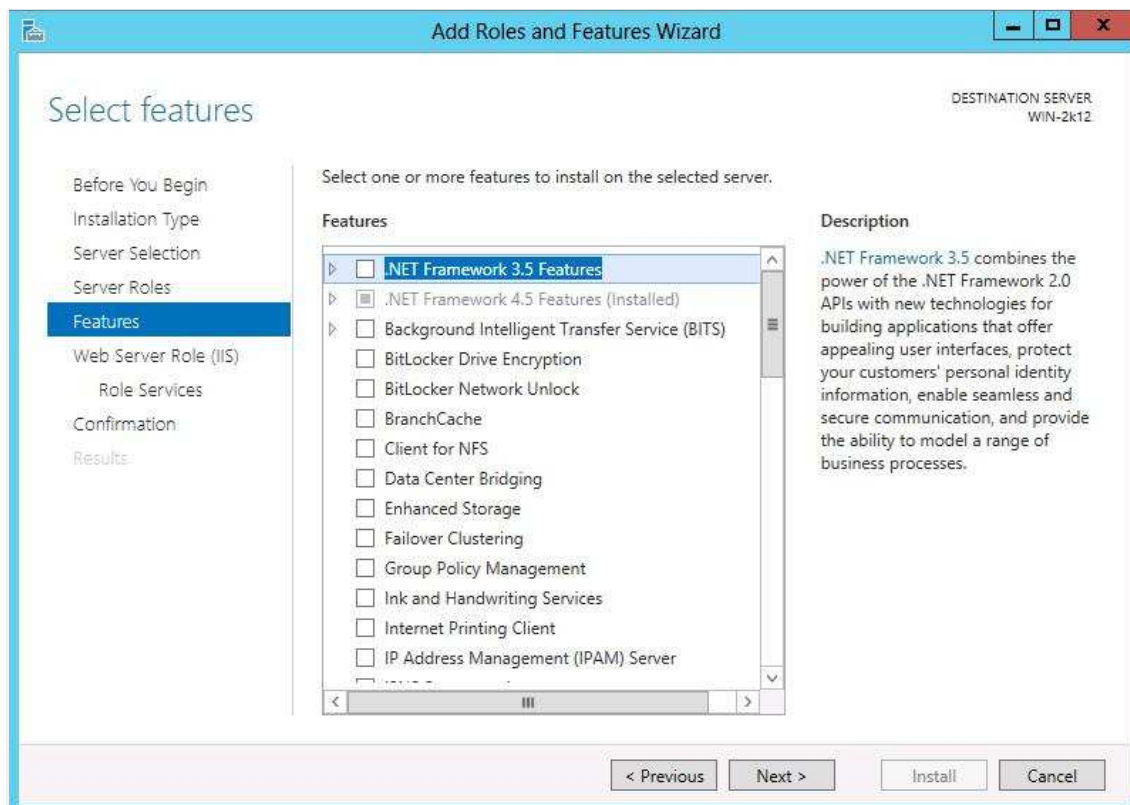 Add Roles and Features Wizard
Select features
DESTINATION SERVER
WIN-2k12
Before You Begin
Installation Type
Server Selection
Server Roles
Features
Web Server Role (IIS)
Role Services
Confirmation
Results
Select one or more features to install on the selected server.
Features
.NET Framework 3.5 Features
.NET Framework 4.5 Features (Installed)
Background Intelligent Transfer Service (BITS)
BitLocker Drive Encryption
BitLocker Network Unlock
BranchCache
Client for NFS
Data Center Bridging
Enhanced Storage
Failover Clustering
Group Policy Management
Ink and Handwriting Services
Internet Printing Client
IP Address Management (IPAM) Server
Description
.NET Framework 3.5 combines the
power of the .NET Framework 2.0
APIs with new technologies for
building applications that offer
appealing user interfaces, protect
your customers' personal identity
information, enable seamless and
secure communication, and provide
the ability to model a range of
business processes.
< Previous
Next >
Install
Cancel